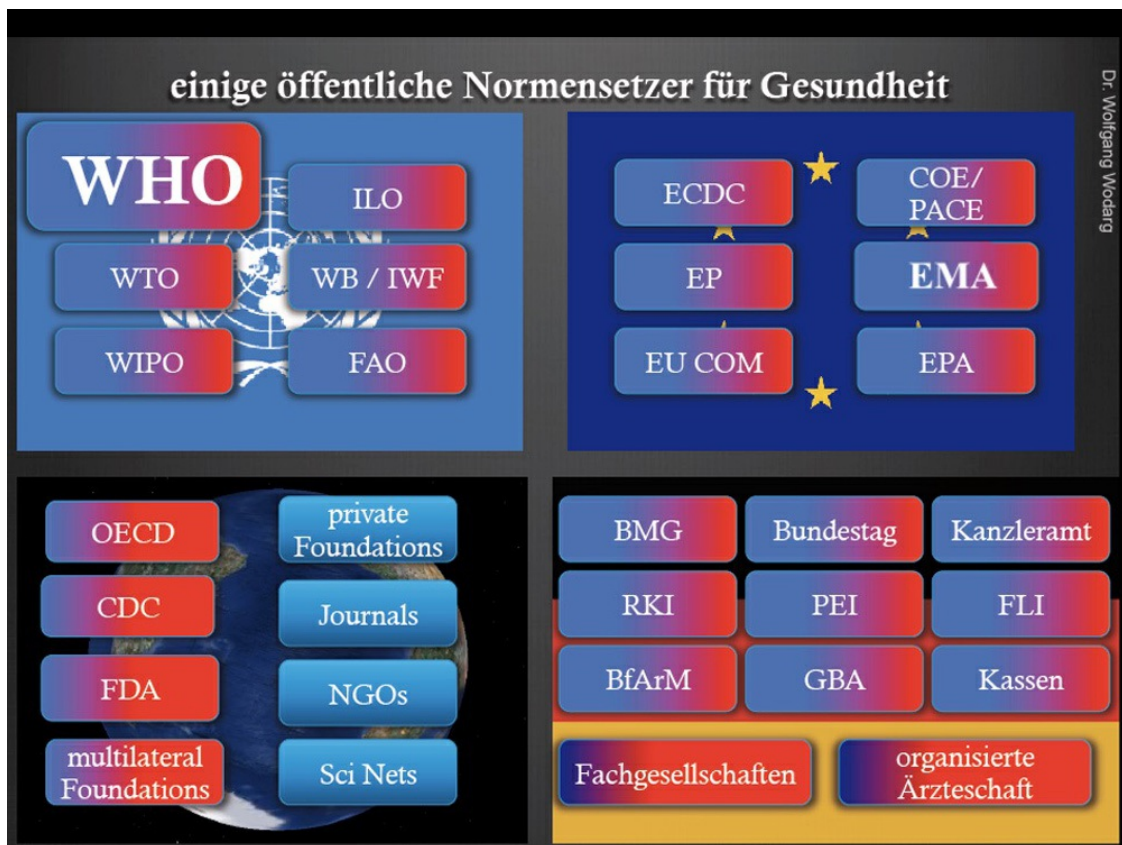 einige öffentliche Normensetzer für Gesundheit
Dr. Wolfgang Wodarg
WHO
ILO
WTO
WB / IWF
WIPO
FAO
ECDC
COE/
PACE
EP
EMA
EU COM
EPA
OECD
private
Foundations
CDC
Journals
FDA
NGOs
multilateral
Foundations
Sci Nets
BMG
Bundestag
Kanzleramt
RKI
PEI
FLI
BfArM
GBA
Kassen
Fachgesellschaften
organisierte
Ärzteschaft